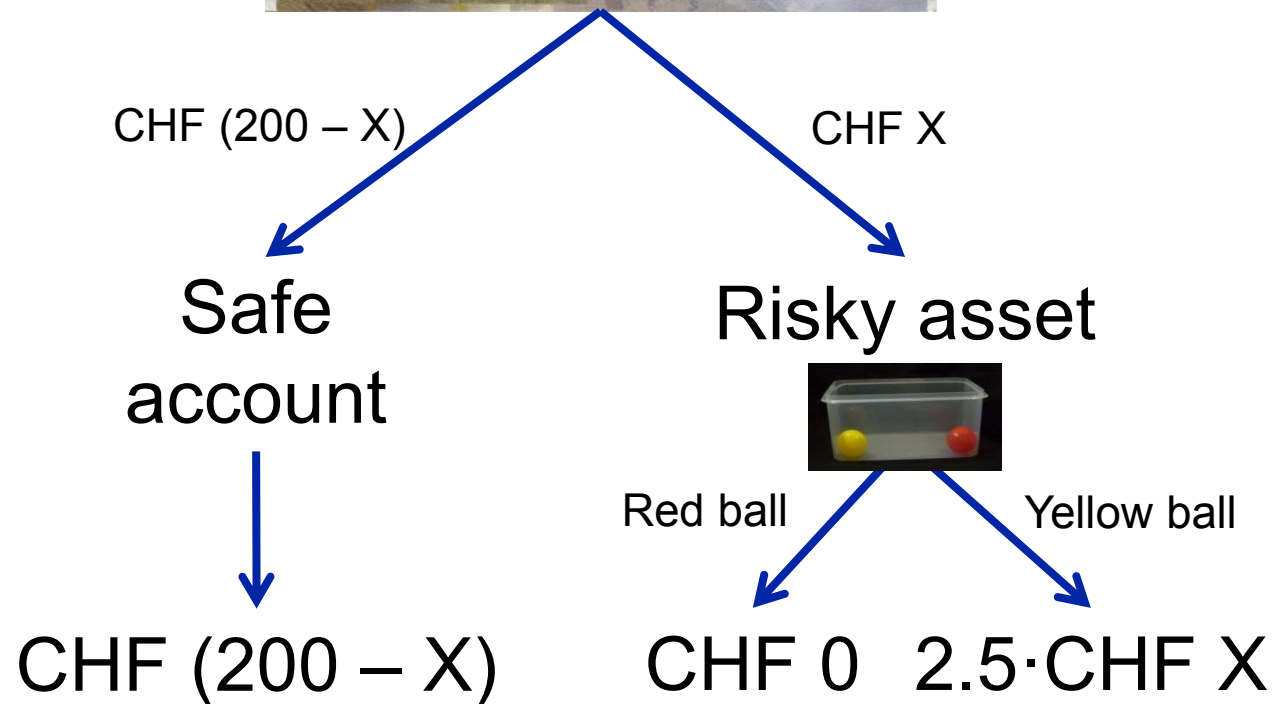 CHF (200 – X)
CHF X
Safe
account
Risky asset
Red ball
Yellow ball
CHF (200 – X)
CHF 0
2.5·CHF X